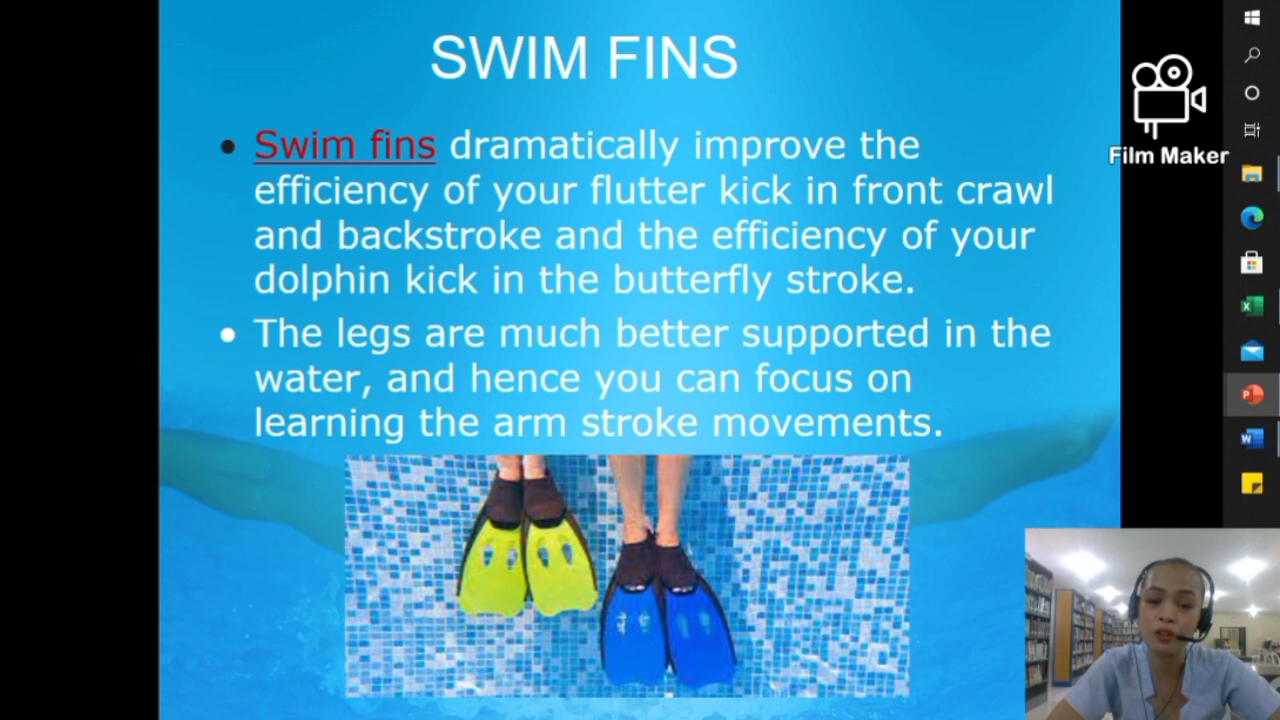 SWIM FINS
• Swim fins dramatically improve the
efficiency of your flutter kick in front crawl
and backstroke and the efficiency of your
dolphin kick in the butterfly stroke.
• The legs are much better supported in the
water, and hence you can focus on
learning the arm stroke movements.
Film Maker